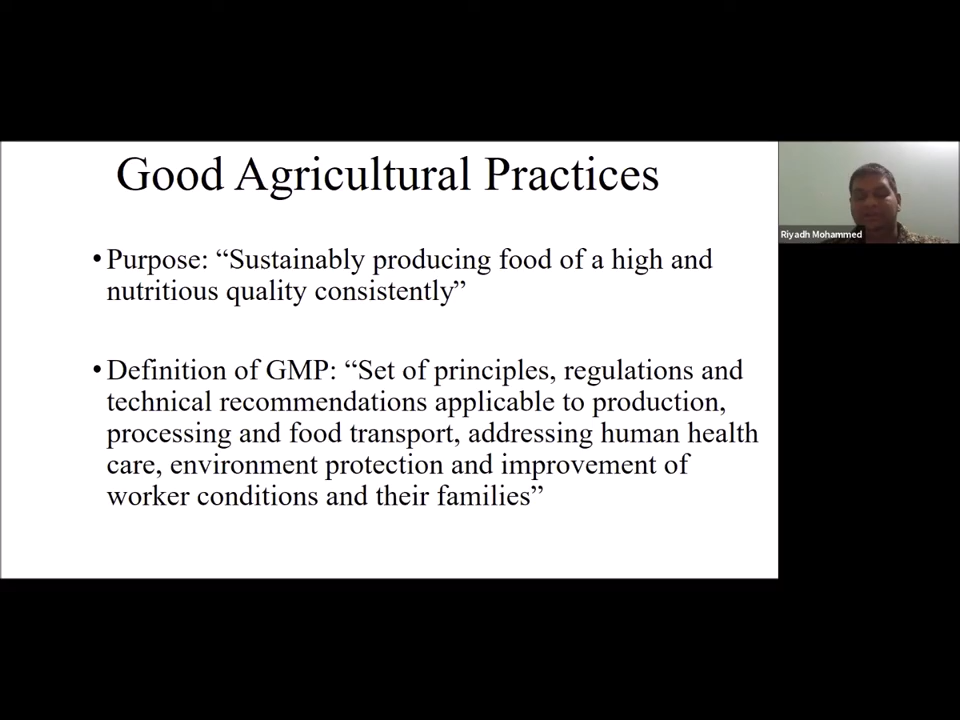 Good Agricultural Practices
• Purpose: “Sustainably producing food of a high and
nutritious quality consistently”
• Definition of GMP: “Set of principles, regulations and
technical recommendations applicable to production,
processing and food transport, addressing human health
care, environment protection and improvement of
worker conditions and their families”
Riyadh Mohammed